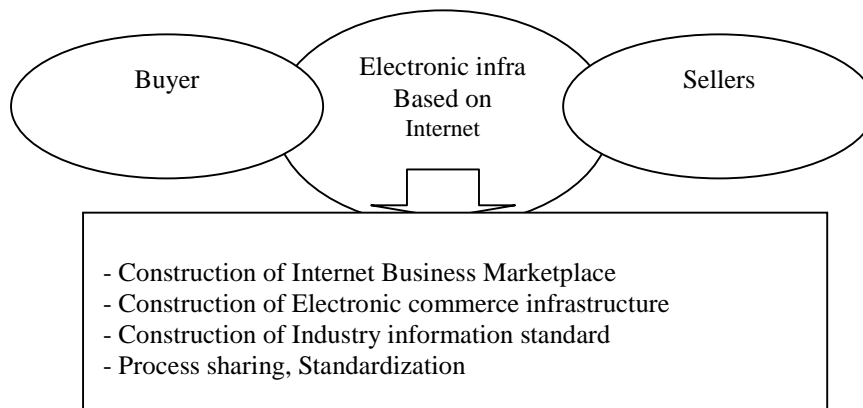 Buyer
Electronic infra
Based on
Internet
Sellers
- Construction of Internet Business Marketplace
- Construction of Electronic commerce infrastructure
- Construction of Industry information standard
- Process sharing, Standardization